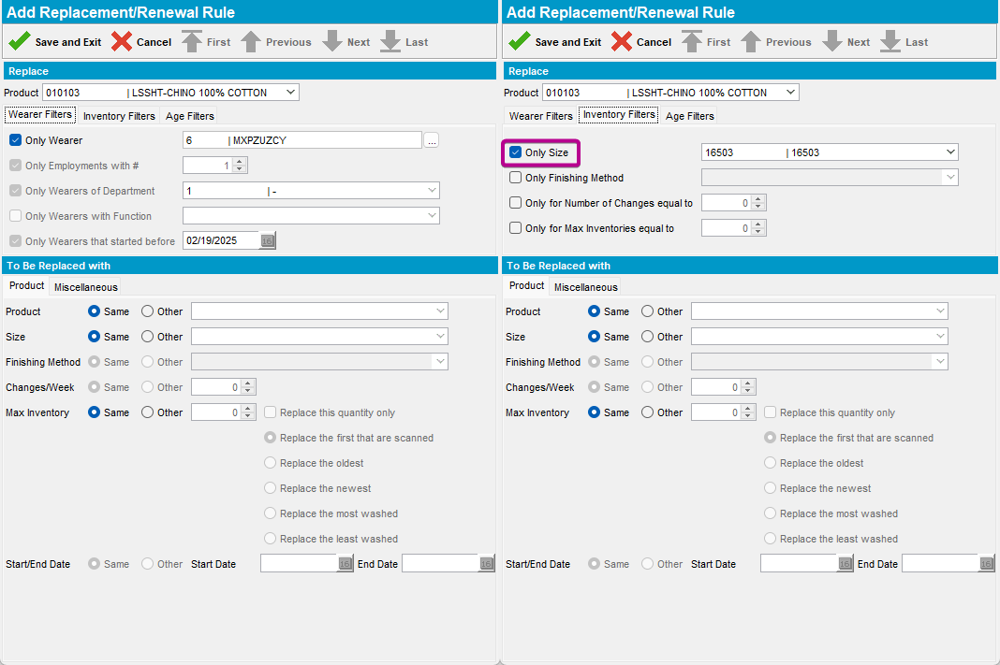 Add Replacement/Renewal Rule
Save and Exit Cancel First Previous Next Last
Replace
Product 010103 | LSSHT-CHINO 100% COTTON
Wearer Filters Inventory Filters Age Filters
Only Wearer 6 | MXPZUZCY ...
Only Employments with # 1
Only Wearers of Department 1 | -
Only Wearers with Function
Only Wearers that started before 02/19/2025 16
To Be Replaced with
Product Miscellaneous
Product Same Other
Size Same Other
Finishing Method Same Other
Changes/Week Same Other 0
Max Inventory Same Other 0 Replace this quantity only
Replace the first that are scanned
Replace the oldest
Replace the newest
Replace the most washed
Replace the least washed
Start/End Date Same Other Start Date 16 End Date 16
Add Replacement/Renewal Rule
Save and Exit Cancel First Previous Next Last
Replace
Product 010103 | LSSHT-CHINO 100% COTTON
Wearer Filters Inventory Filters Age Filters
Only Size 16503 | 16503
Only Finishing Method
Only for Number of Changes equal to 0
Only for Max Inventories equal to 0
To Be Replaced with
Product Miscellaneous
Product Same Other
Size Same Other
Finishing Method Same Other
Changes/Week Same Other 0
Max Inventory Same Other 0 Replace this quantity only
Replace the first that are scanned
Replace the oldest
Replace the newest
Replace the most washed
Replace the least washed
Start/End Date Same Other Start Date 16 End Date 16